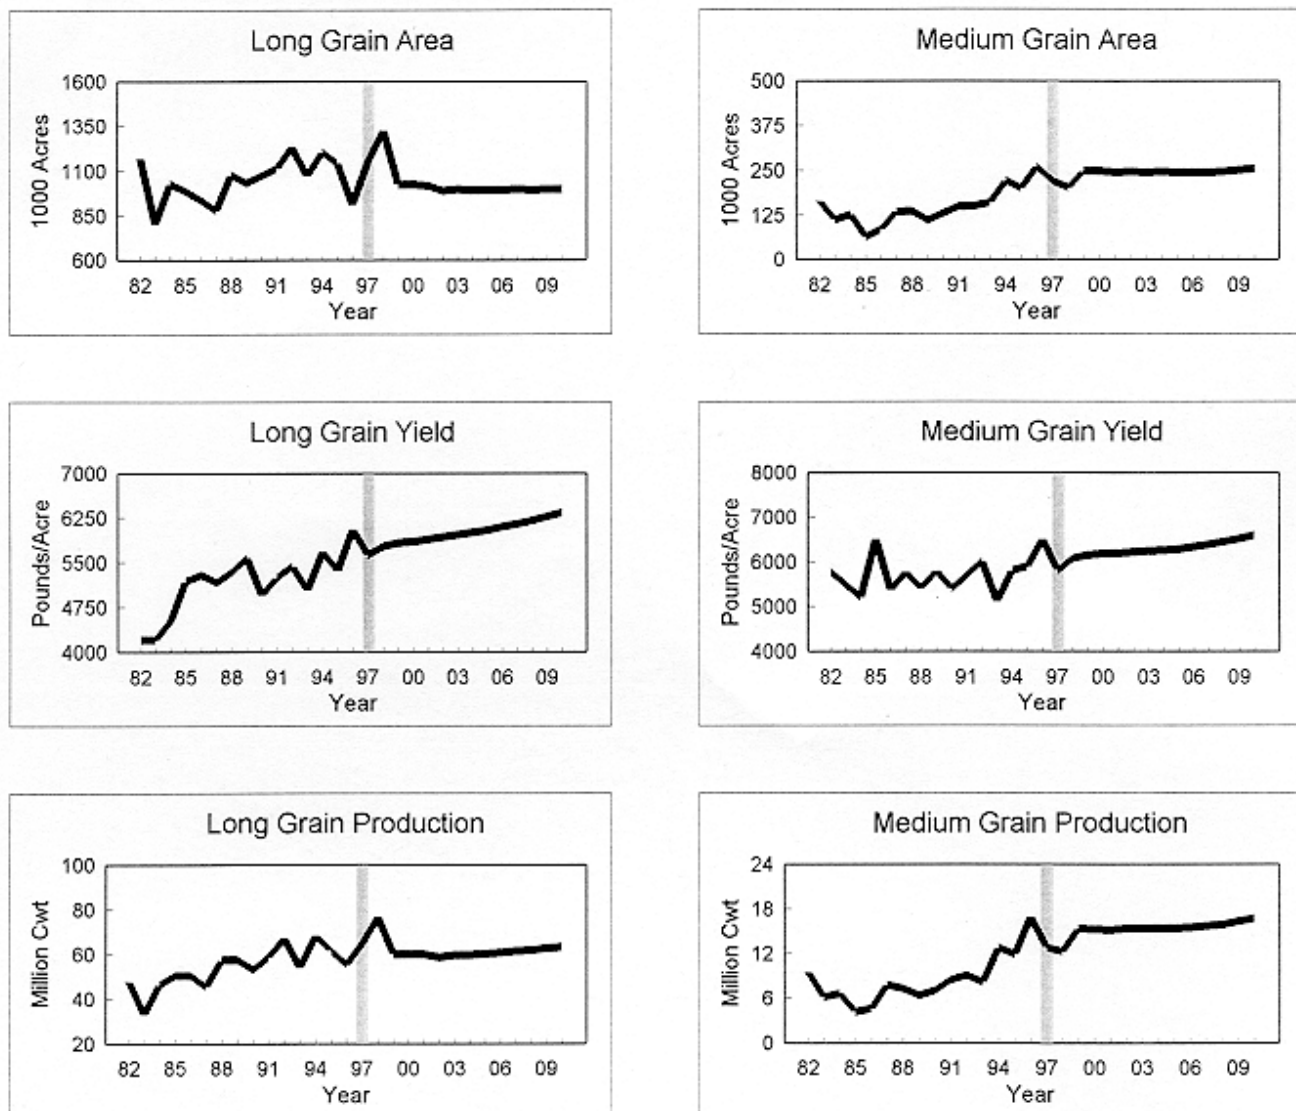 Long Grain Area
1000 Acres
1600
1350
1100
850
600
82 85 88 91 94 97 00 03 06 09
Year
Medium Grain Area
1000 Acres
500
375
250
125
0
82 85 88 91 94 97 00 03 06 09
Year
Long Grain Yield
Pounds/Acre
7000
6250
5500
4750
4000
82 85 88 91 94 97 00 03 06 09
Year
Medium Grain Yield
Pounds/Acre
8000
7000
6000
5000
4000
82 85 88 91 94 97 00 03 06 09
Year
Long Grain Production
Million Cwt
100
80
60
40
20
82 85 88 91 94 97 00 03 06 09
Year
Medium Grain Production
Million Cwt
24
18
12
6
0
82 85 88 91 94 97 00 03 06 09
Year